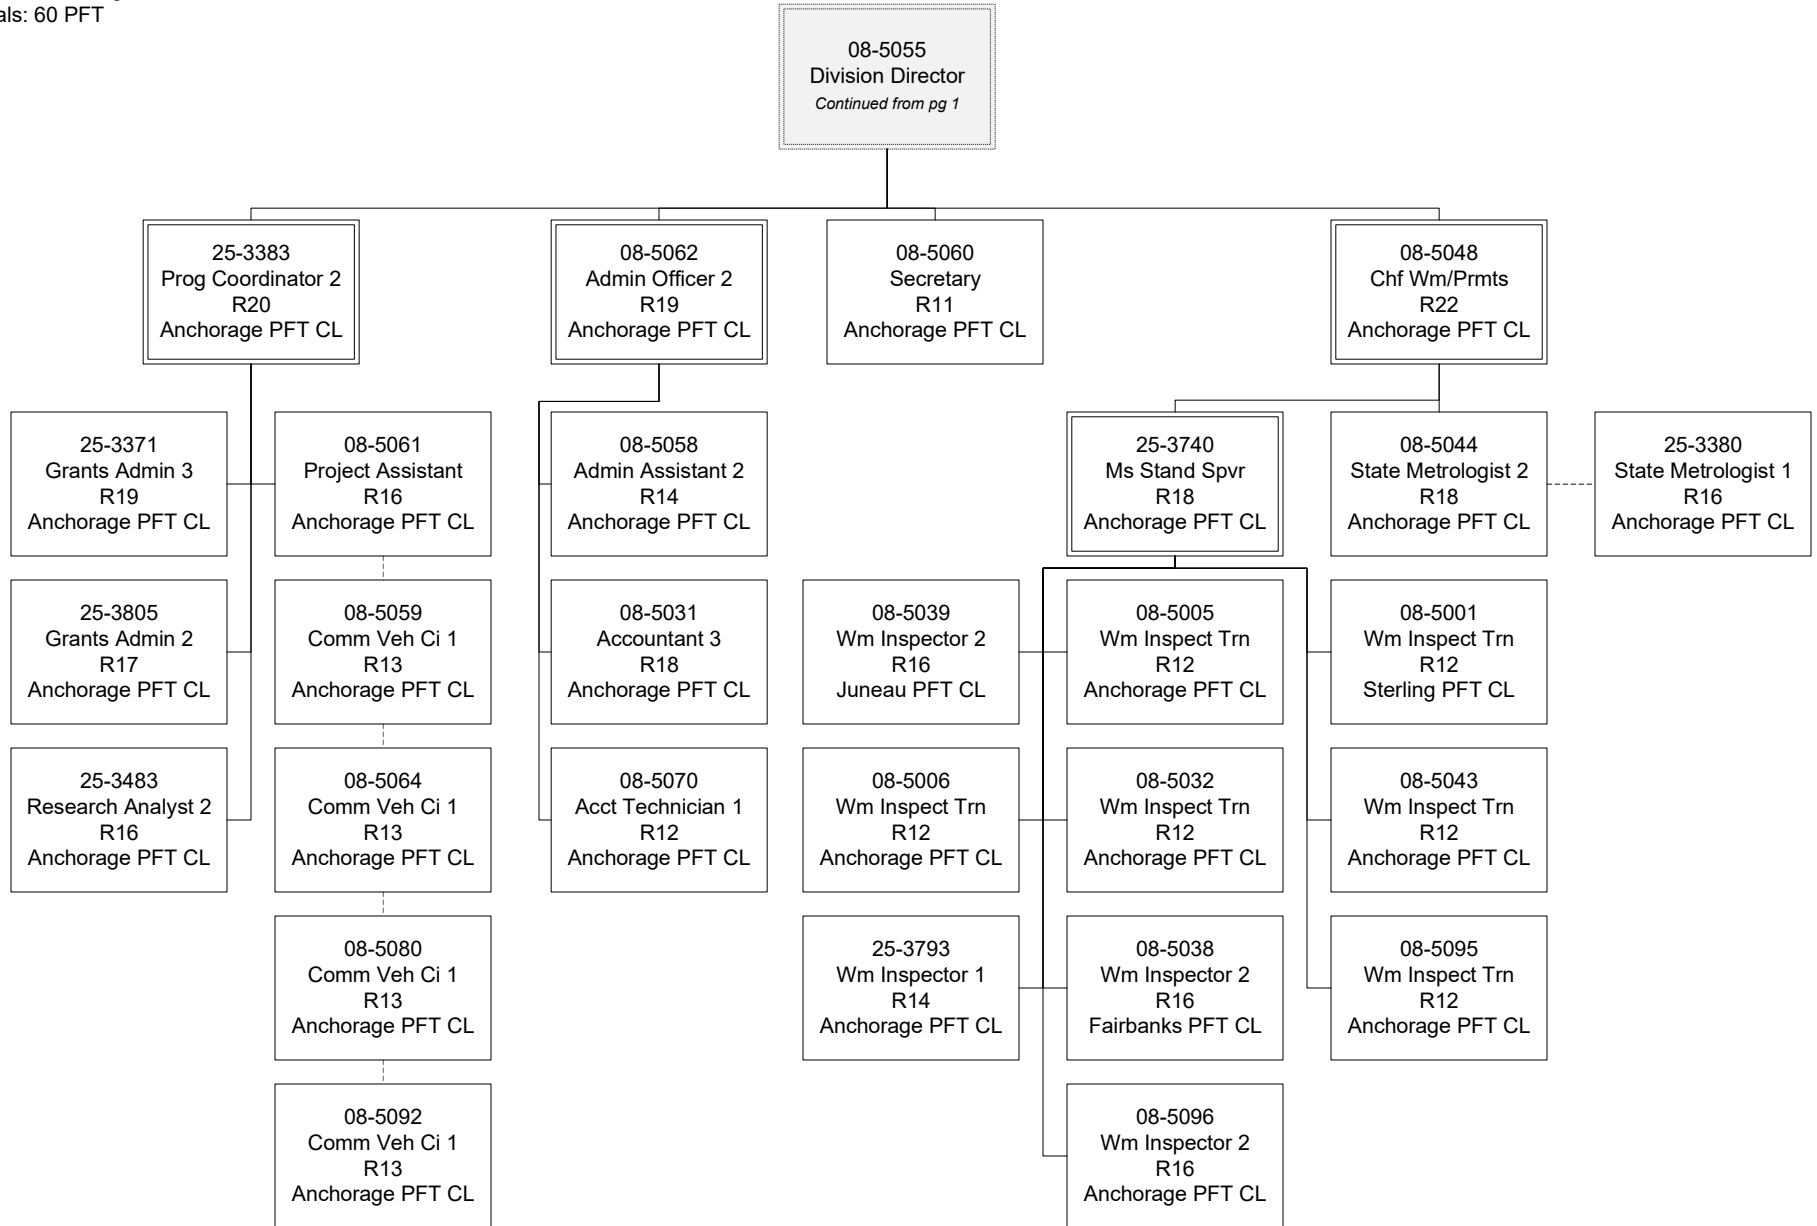 als: 60 PFT
08-5055
Division Director
Continued from pg 1
25-3383
Prog Coordinator 2
R20
Anchorage PFT CL
08-5062
Admin Officer 2
R19
Anchorage PFT CL
08-5060
Secretary
R11
Anchorage PFT CL
08-5048
Chf Wm/Prmts
R22
Anchorage PFT CL
25-3371
Grants Admin 3
R19
Anchorage PFT CL
08-5061
Project Assistant
R16
Anchorage PFT CL
08-5058
Admin Assistant 2
R14
Anchorage PFT CL
25-3740
Ms Stand Spvr
R18
Anchorage PFT CL
08-5044
State Metrologist 2
R18
Anchorage PFT CL
25-3380
State Metrologist 1
R16
Anchorage PFT CL
25-3805
Grants Admin 2
R17
Anchorage PFT CL
08-5059
Comm Veh Ci 1
R13
Anchorage PFT CL
08-5031
Accountant 3
R18
Anchorage PFT CL
08-5039
Wm Inspector 2
R16
Juneau PFT CL
08-5005
Wm Inspect Trn
R12
Anchorage PFT CL
08-5001
Wm Inspect Trn
R12
Sterling PFT CL
25-3483
Research Analyst 2
R16
Anchorage PFT CL
08-5064
Comm Veh Ci 1
R13
Anchorage PFT CL
08-5070
Acct Technician 1
R12
Anchorage PFT CL
08-5006
Wm Inspect Trn
R12
Anchorage PFT CL
08-5032
Wm Inspect Trn
R12
Anchorage PFT CL
08-5043
Wm Inspect Trn
R12
Anchorage PFT CL
08-5080
Comm Veh Ci 1
R13
Anchorage PFT CL
25-3793
Wm Inspector 1
R14
Anchorage PFT CL
08-5038
Wm Inspector 2
R16
Fairbanks PFT CL
08-5095
Wm Inspect Trn
R12
Anchorage PFT CL
08-5092
Comm Veh Ci 1
R13
Anchorage PFT CL
08-5096
Wm Inspector 2
R16
Anchorage PFT CL